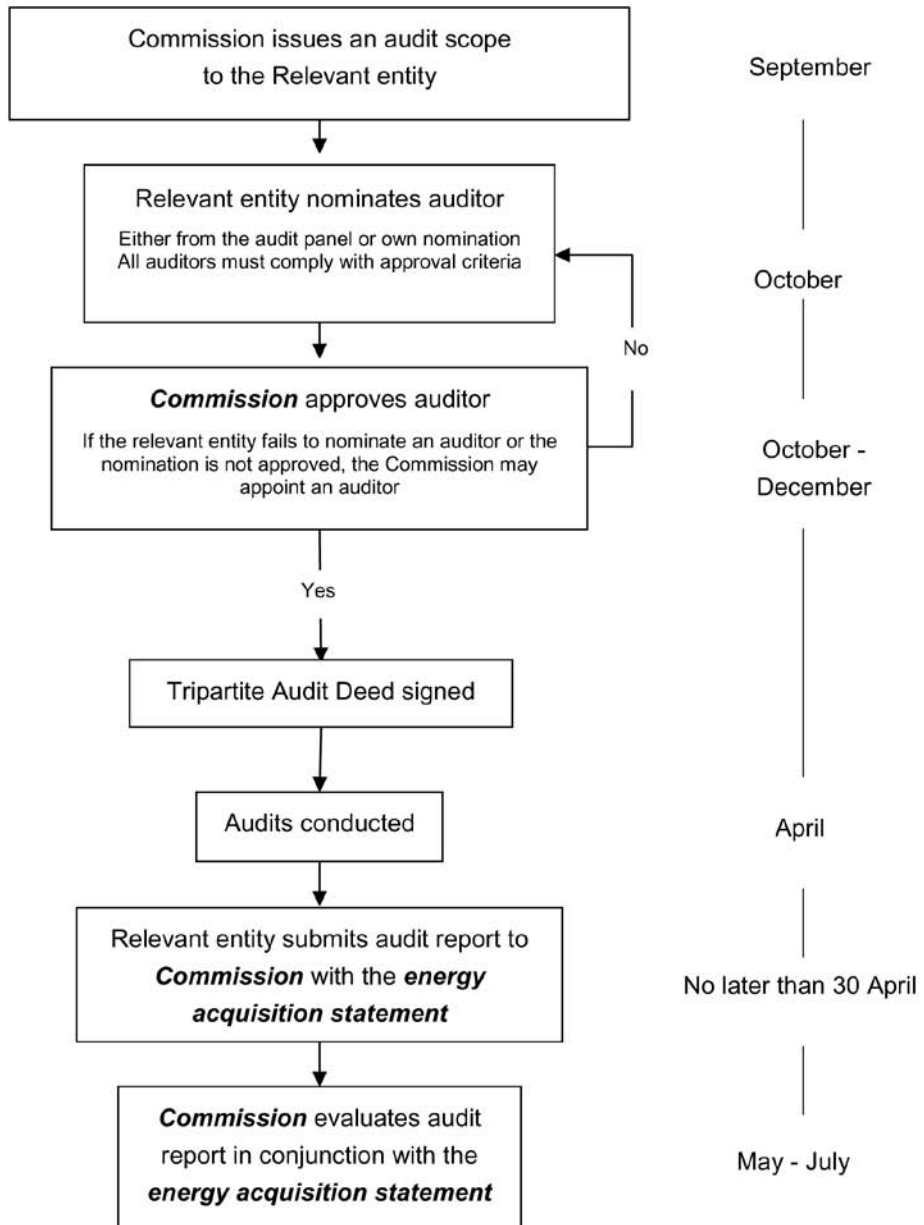 Commission issues an audit scope
to the Relevant entity
September
Relevant entity nominates auditor
Either from the audit panel or own nomination
All auditors must comply with approval criteria
October
No
Commission approves auditor
If the relevant entity fails to nominate an auditor or the
nomination is not approved, the Commission may
appoint an auditor
October -
December
Yes
Tripartite Audit Deed signed
Audits conducted
April
Relevant entity submits audit report to
Commission with the energy
acquisition statement
No later than 30 April
Commission evaluates audit
report in conjunction with the
energy acquisition statement
May - July